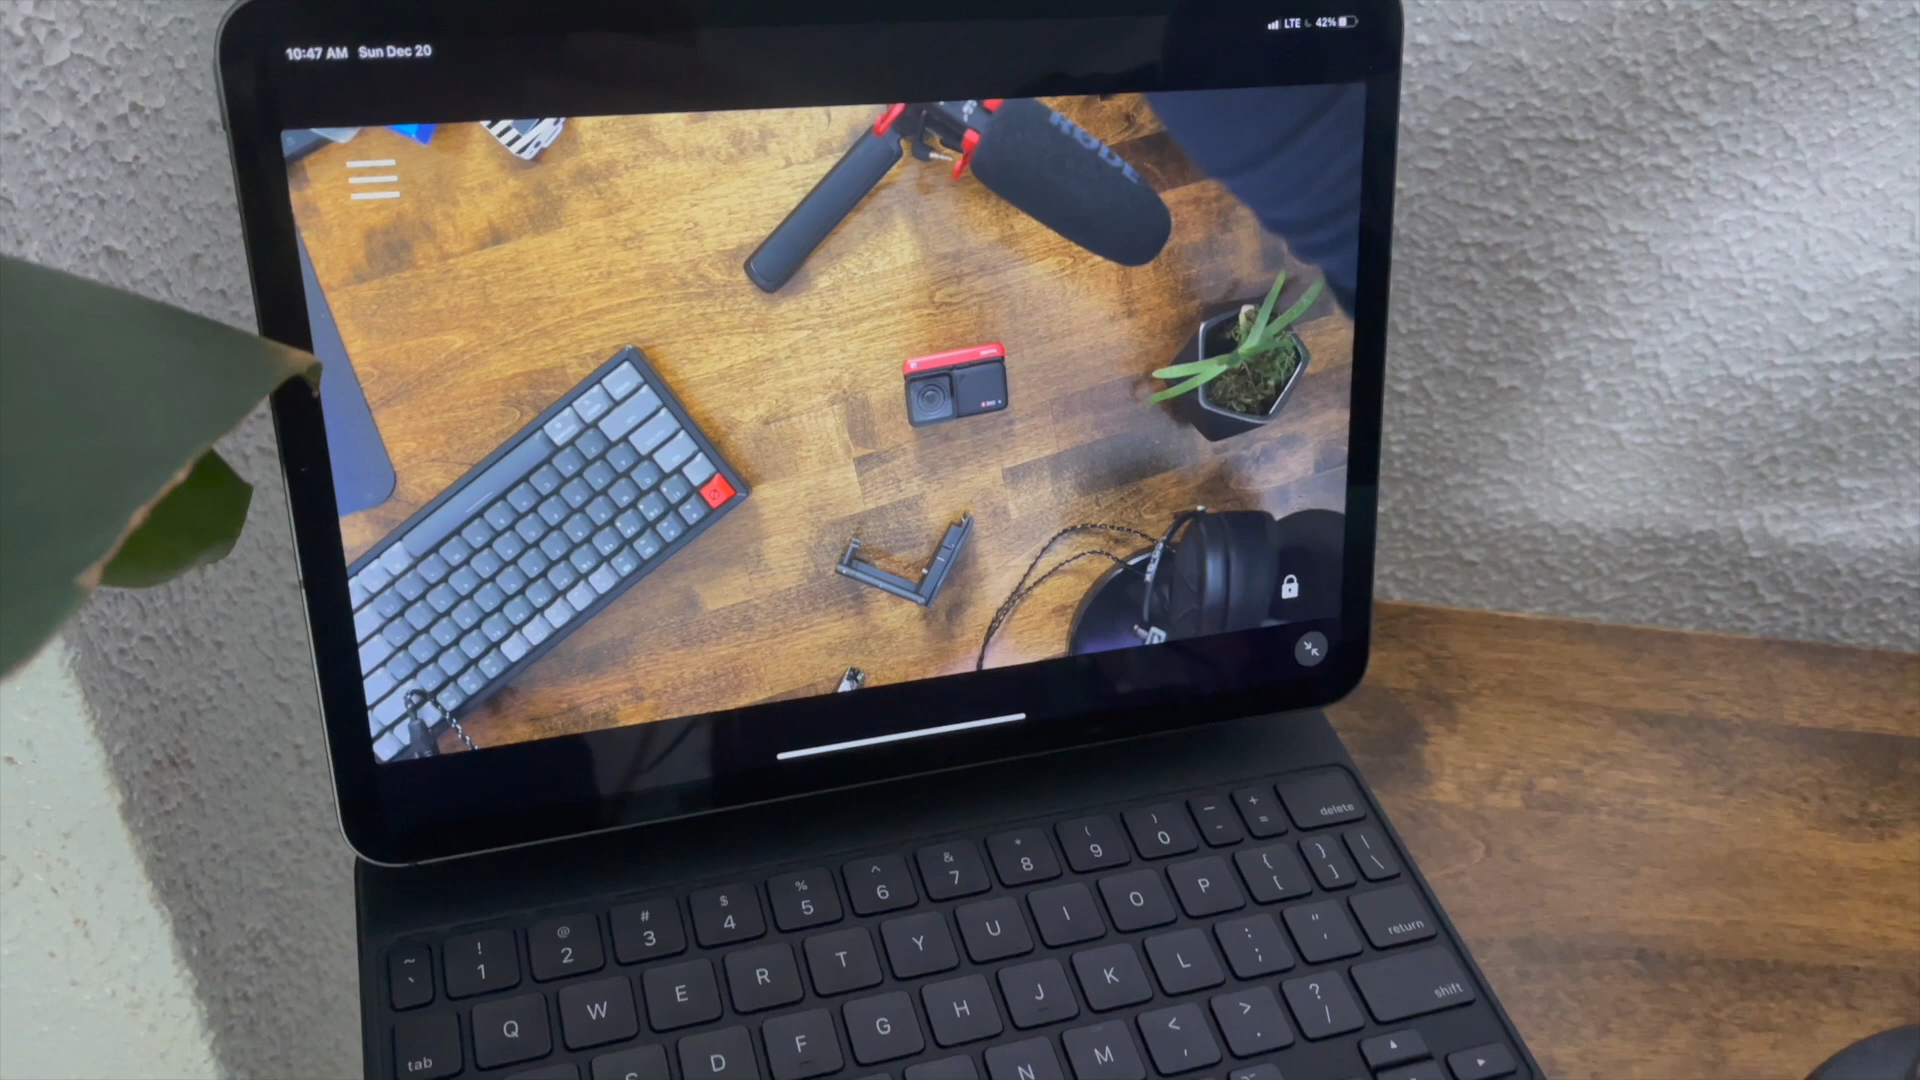 10:47 AM Sun Dec 20
LTE 42%
RODE
~ ! @ # $ % ^ & * ( ) _ +
` 1 2 3 4 5 6 7 8 9 0 - = delete
tab Q W E R T Y U I O P { [ } ] | \
S D F G H J K L : ; " ' return
N M < , > . ? / shift